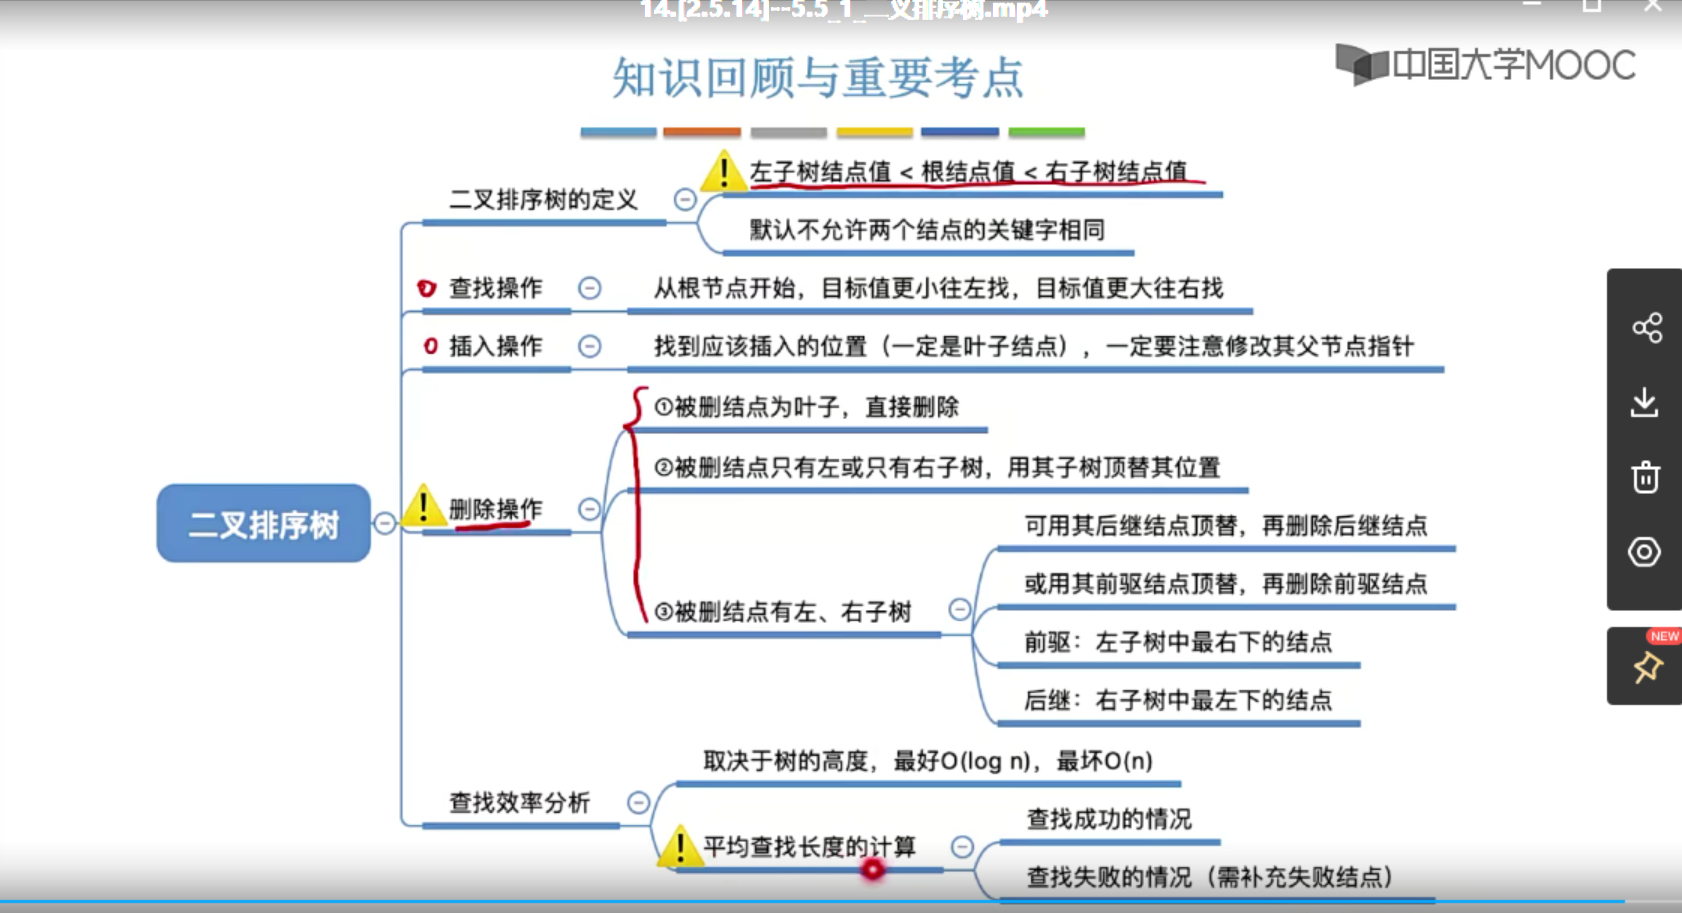 14.[2.5.14]--5.5_1_二叉排序树.mp4
中国大学MOOC
知识回顾与重要考点
二叉排序树
二叉排序树的定义
左子树结点值 < 根结点值 < 右子树结点值
默认不允许两个结点的关键字相同
查找操作
从根节点开始，目标值更小往左找，目标值更大往右找
插入操作
找到应该插入的位置（一定是叶子结点），一定要注意修改其父节点指针
删除操作
①被删结点为叶子，直接删除
②被删结点只有左或只有右子树，用其子树顶替其位置
③被删结点有左、右子树
可用其后继结点顶替，再删除后继结点
或用其前驱结点顶替，再删除前驱结点
前驱：左子树中最右下的结点
后继：右子树中最左下的结点
查找效率分析
取决于树的高度，最好O(log n)，最坏O(n)
平均查找长度的计算
查找成功的情况
查找失败的情况（需补充失败结点）
NEW